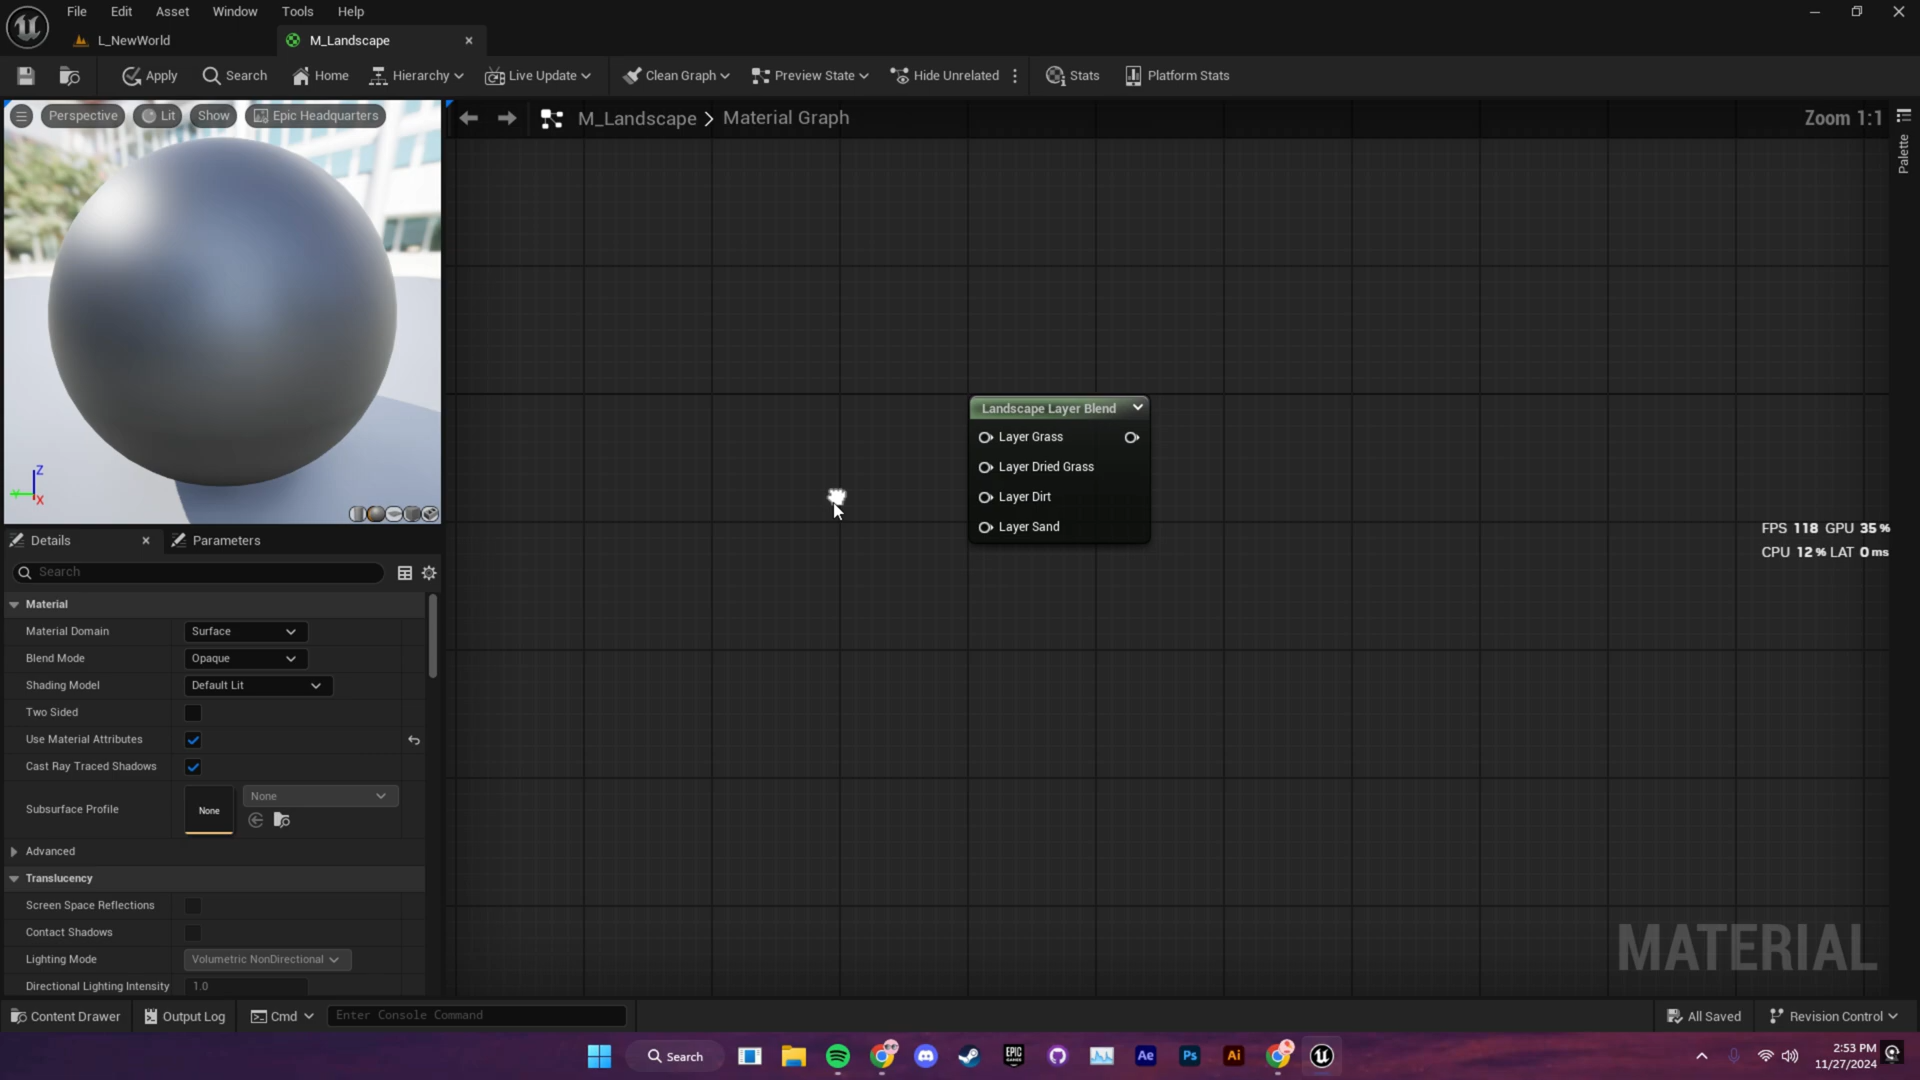 File Edit Asset Window Tools Help
L_NewWorld M_Landscape
Apply Search Home Hierarchy Live Update Clean Graph Preview State Hide Unrelated Stats Platform Stats
Perspective Lit Show Epic Headquarters
M_Landscape > Material Graph
Zoom 1:1
Palette
Landscape Layer Blend
Layer Grass
Layer Dried Grass
Layer Dirt
Layer Sand
Z
Y
X
FPS 118 GPU 35 %
CPU 12 % LAT 0 ms
Details Parameters
Search
Material
Material Domain Surface
Blend Mode Opaque
Shading Model Default Lit
Two Sided
Use Material Attributes
Cast Ray Traced Shadows
Subsurface Profile None None
Advanced
Translucency
Screen Space Reflections
Contact Shadows
Lighting Mode Volumetric NonDirectional
Directional Lighting Intensity 1.0
MATERIAL
Content Drawer Output Log Cmd Enter Console Command All Saved Revision Control
Search
EPIC GAMES
Ae Ps Ai
2:53 PM
11/27/2024